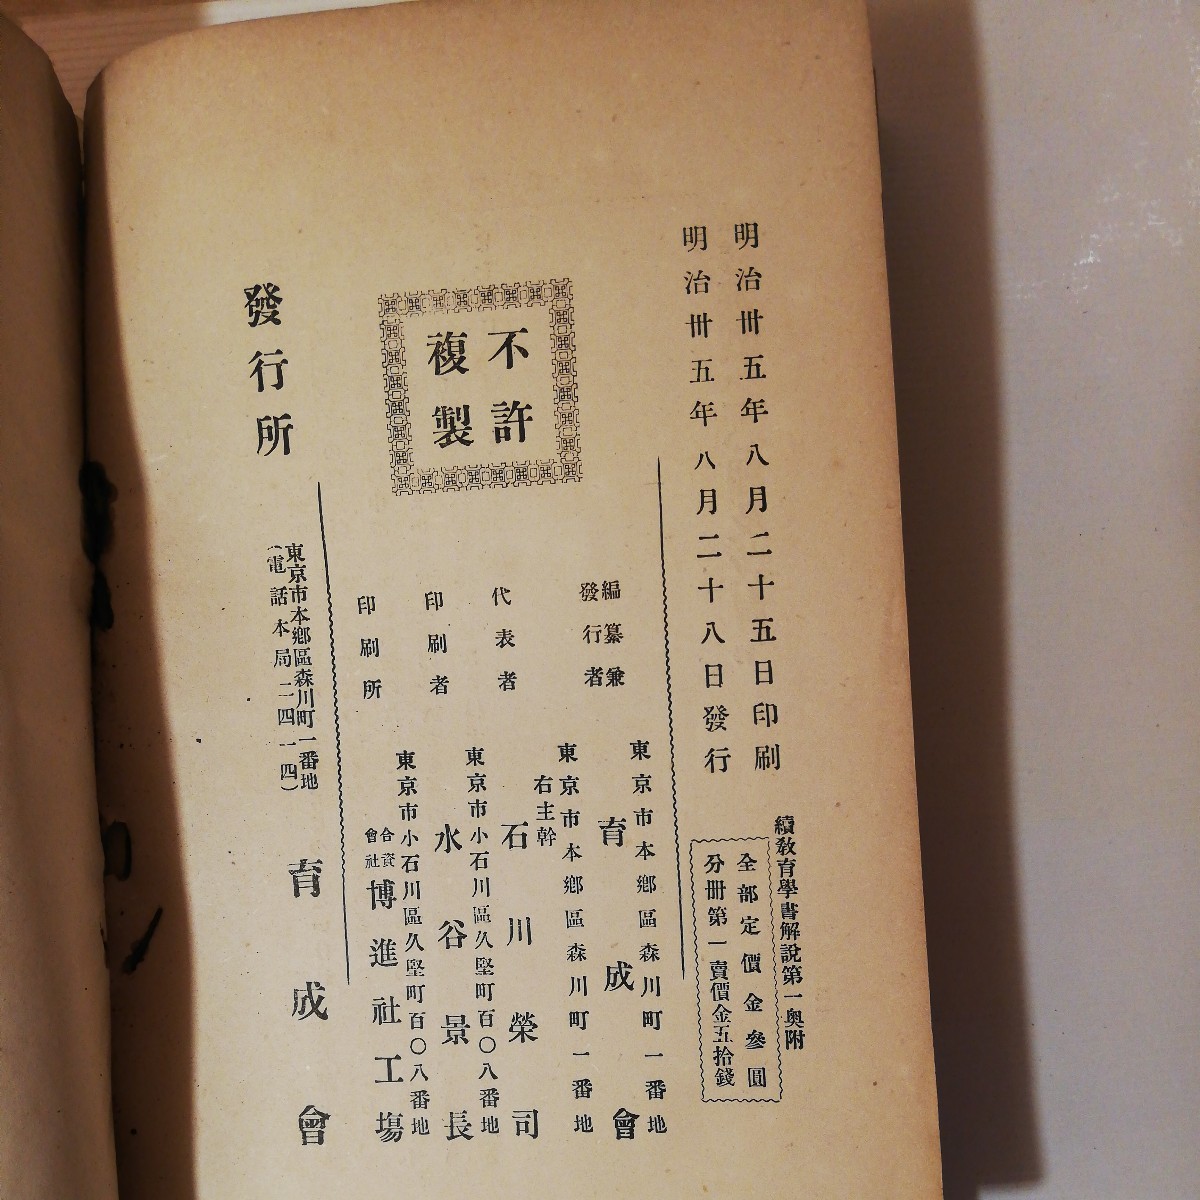 續教育學書解說第一奧附
明治卅五年八月二十五日印刷
明治卅五年八月二十八日發行
全部定價金參圓
分冊第一賣價金五拾錢
不許
複製
編纂兼
發行者
東京市本鄉區森川町一番地
育成會
代表者
東京市本鄉區森川町一番地
右主幹
石川榮司
印刷者
東京市小石川區久堅町百〇八番地
水谷景長
印刷所
東京市小石川區久堅町百〇八番地
合資
會社
博進社工場
發行所
東京市本鄉區森川町一番地
(電話本局二四一四)
育成會